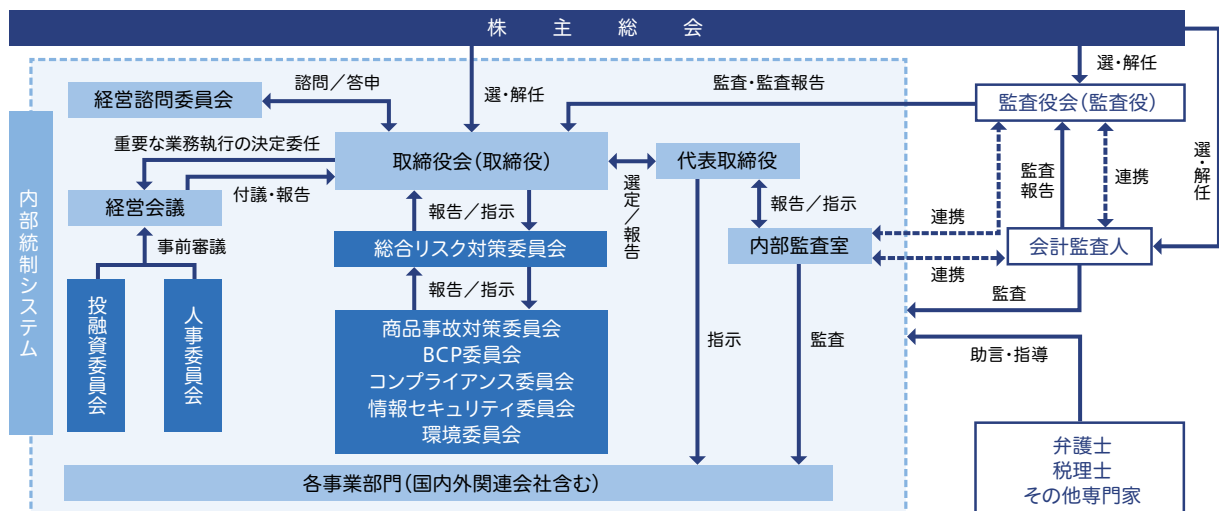 株主総会
選・解任
選・解任
選・解任
諮問／答申
監査・監査報告
経営諮問委員会
監査役会(監査役)
重要な業務執行の決定委任
取締役会(取締役)
代表取締役
選定／報告
監査報告
連携
内部統制システム
付議・報告
経営会議
報告／指示
報告／指示
連携
総合リスク対策委員会
内部監査室
会計監査人
事前審議
連携
報告／指示
監査
投融資委員会
人事委員会
商品事故対策委員会
BCP委員会
コンプライアンス委員会
情報セキュリティ委員会
環境委員会
指示
監査
助言・指導
各事業部門(国内外関連会社含む)
弁護士
税理士
その他専門家